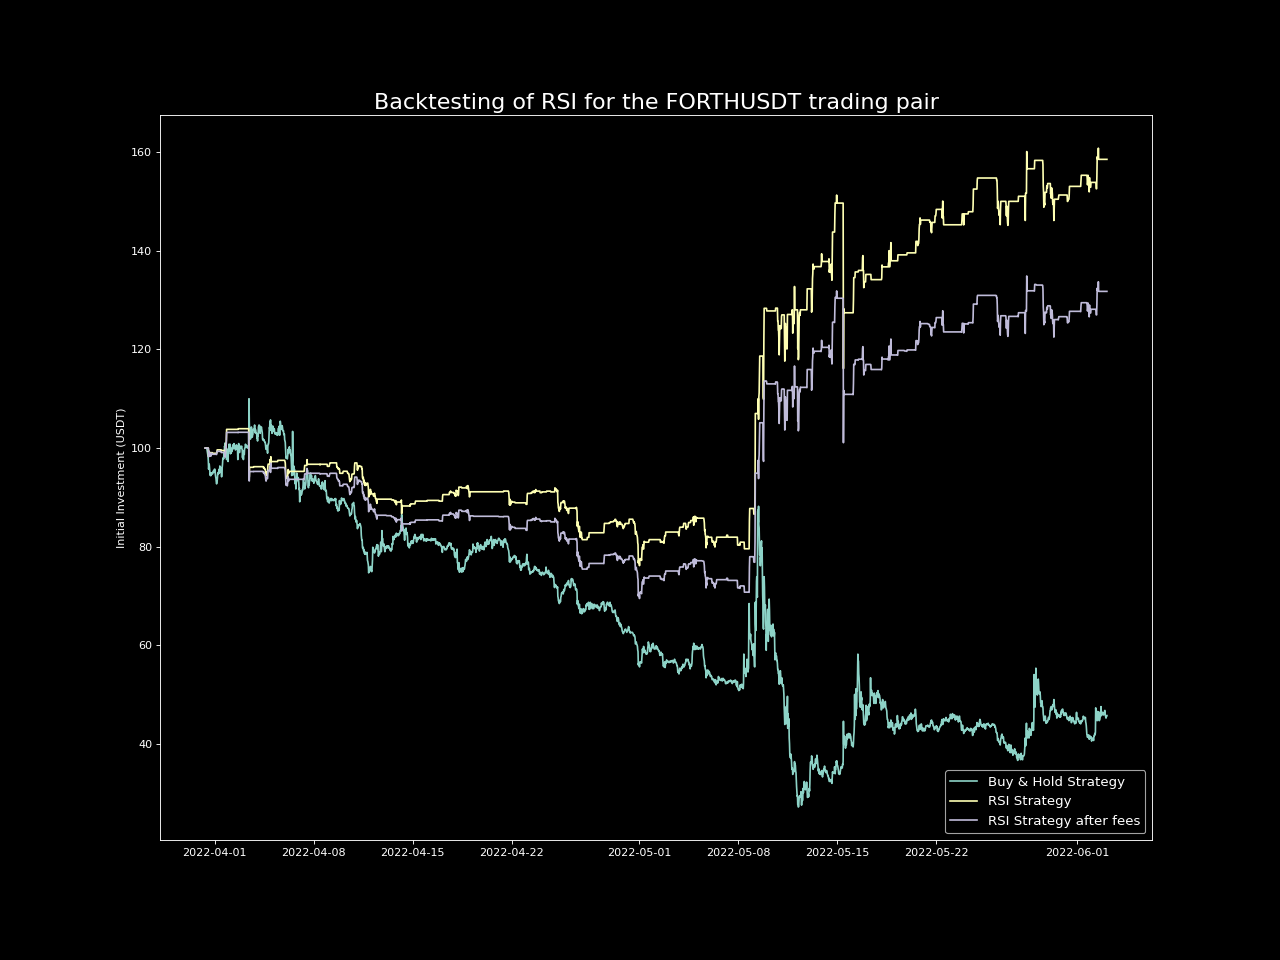 Backtesting of RSI for the FORTHUSDT trading pair
Initial Investment (USDT)
160
140
120
100
80
60
40
2022-04-01 2022-04-08 2022-04-15 2022-04-22 2022-05-01 2022-05-08 2022-05-15 2022-05-22 2022-06-01
Buy & Hold Strategy
RSI Strategy
RSI Strategy after fees